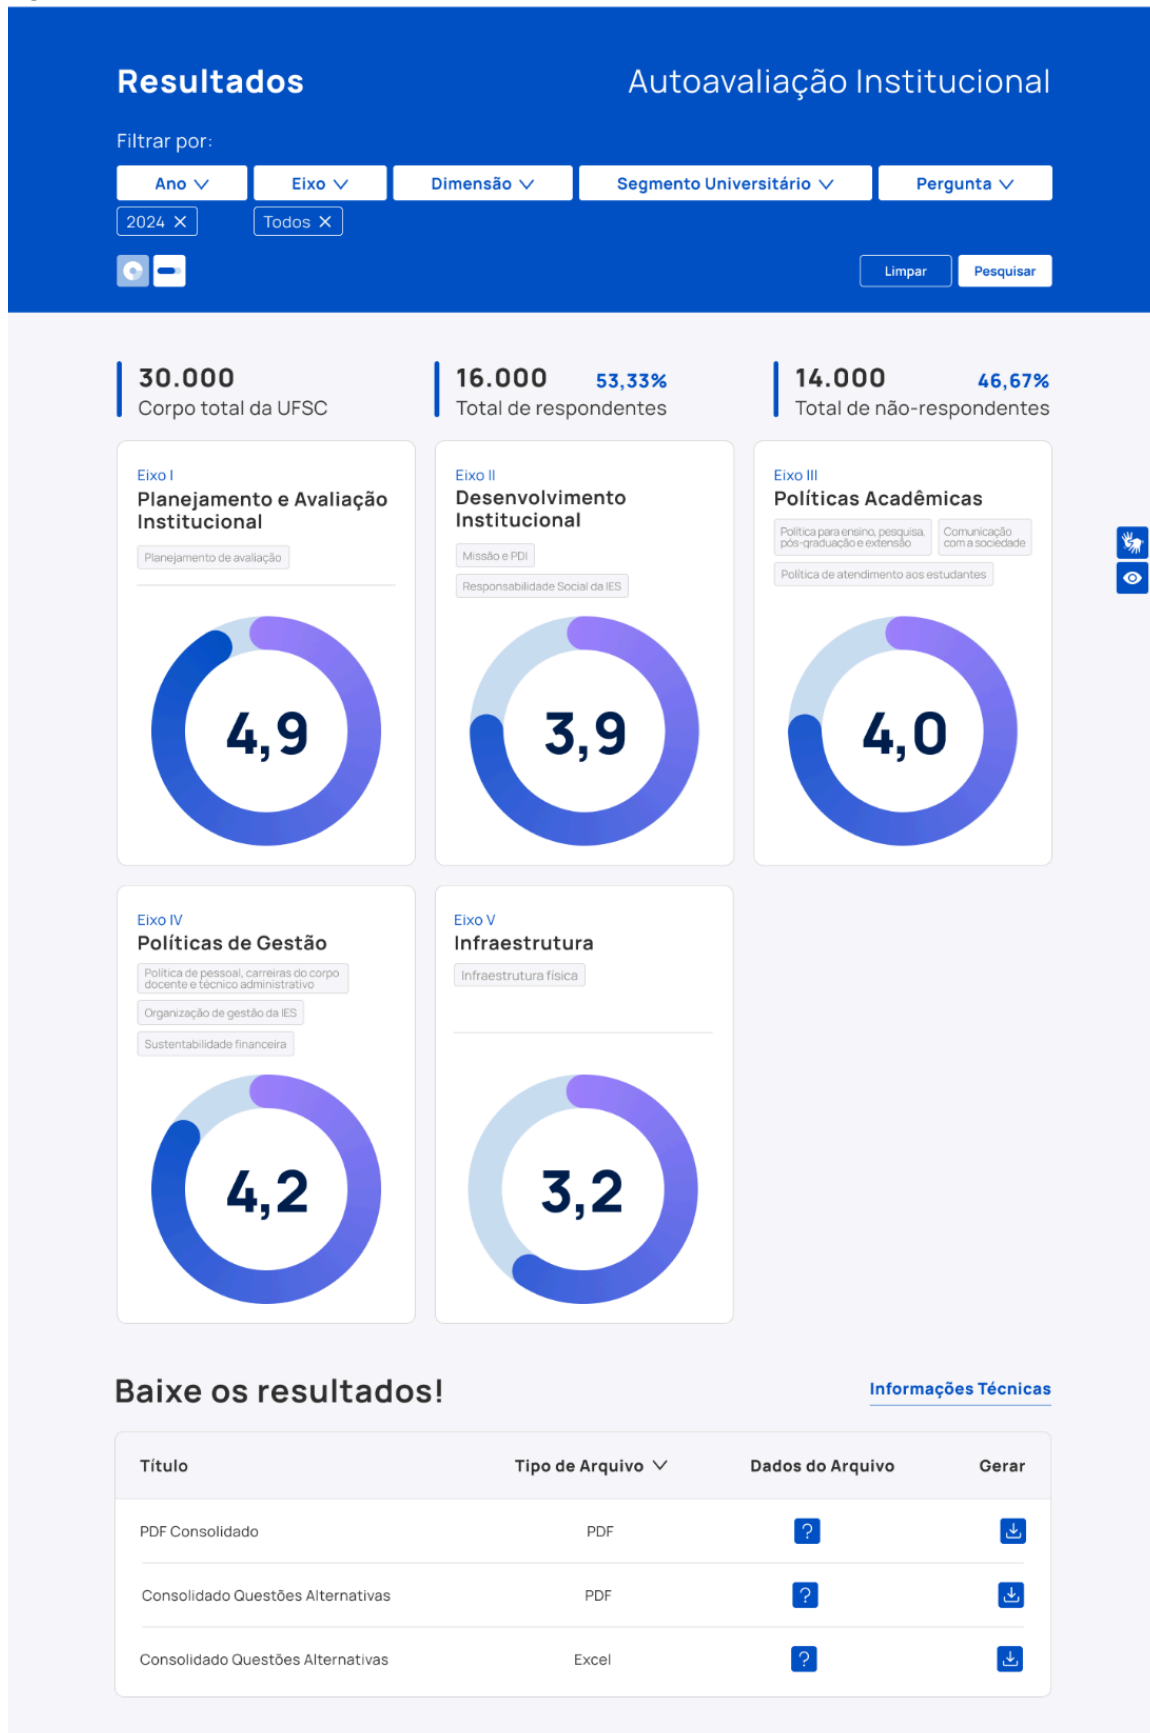 Resultados
Autoavaliação Institucional
Filtrar por:
Ano
Eixo
Dimensão
Segmento Universitário
Pergunta
2024
Todos
Limpar
Pesquisar
30.000
Corpo total da UFSC
16.000 53,33%
Total de respondentes
14.000 46,67%
Total de não-respondentes
Eixo I
Planejamento e Avaliação
Institucional
Planejamento de avaliação
4,9
Eixo II
Desenvolvimento
Institucional
Missão e PDI
Responsabilidade Social da IES
3,9
Eixo III
Políticas Acadêmicas
Política para ensino, pesquisa,
pós-graduação e extensão
Comunicação
com a sociedade
Política de atendimento aos estudantes
4,0
Eixo IV
Políticas de Gestão
Política de pessoal, carreiras do corpo
docente e técnico administrativo
Organização de gestão da IES
Sustentabilidade financeira
4,2
Eixo V
Infraestrutura
Infraestrutura física
3,2
Baixe os resultados!
Informações Técnicas
Título
Tipo de Arquivo
Dados do Arquivo
Gerar
PDF Consolidado
PDF
?
Consolidado Questões Alternativas
PDF
?
Consolidado Questões Alternativas
Excel
?